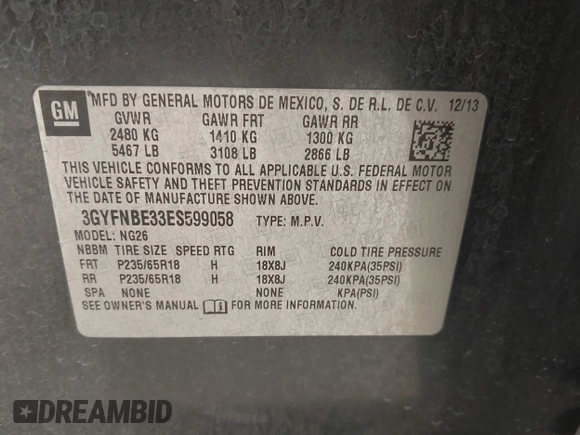 GM
MFD BY GENERAL MOTORS DE MEXICO, S. DE R.L. DE C.V. 12/13
GVWR GAWR FRT GAWR RR
2480 KG 1410 KG 1300 KG
5467 LB 3108 LB 2866 LB
THIS VEHICLE CONFORMS TO ALL APPLICABLE U.S. FEDERAL MOTOR
VEHICLE SAFETY AND THEFT PREVENTION STANDARDS IN EFFECT ON
THE DATE OF MANUFACTURE SHOWN ABOVE.
3GYFNBE33ES599058 TYPE: M.P.V.
MODEL: NG26
NBBM TIRE SIZE SPEED RTG RIM COLD TIRE PRESSURE
FRT P235/65R18 H 18X8J 240KPA(35PSI)
RR P235/65R18 H 18X8J 240KPA(35PSI)
SPA NONE NONE KPA(PSI)
SEE OWNER'S MANUAL FOR MORE INFORMATION.
DREAMBID